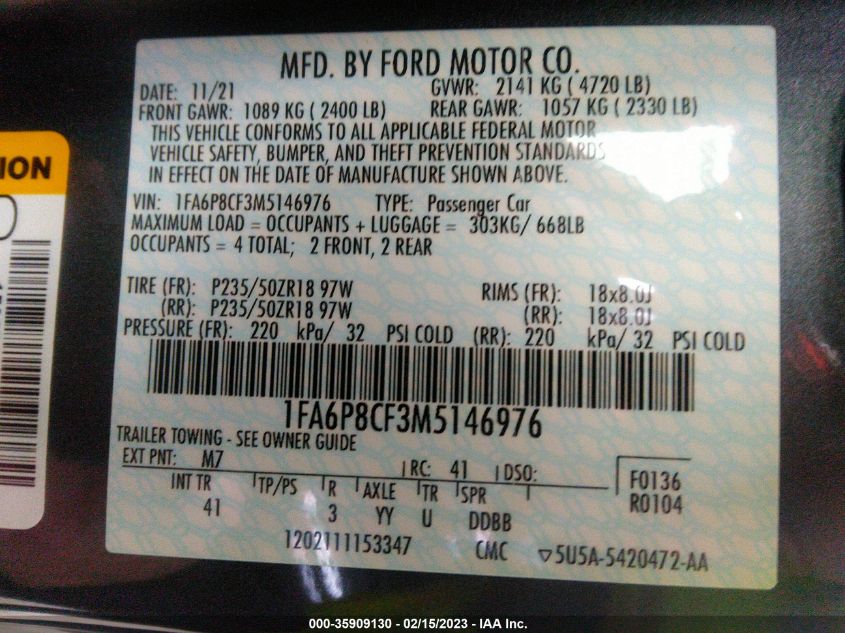 MFD. BY FORD MOTOR CO.
DATE: 11/21 GVWR: 2141 KG ( 4720 LB)
FRONT GAWR: 1089 KG ( 2400 LB) REAR GAWR: 1057 KG ( 2330 LB)
THIS VEHICLE CONFORMS TO ALL APPLICABLE FEDERAL MOTOR
VEHICLE SAFETY, BUMPER, AND THEFT PREVENTION STANDARDS
IN EFFECT ON THE DATE OF MANUFACTURE SHOWN ABOVE.
VIN: 1FA6P8CF3M5146976 TYPE: Passenger Car
MAXIMUM LOAD = OCCUPANTS + LUGGAGE = 303KG/ 668LB
OCCUPANTS = 4 TOTAL; 2 FRONT, 2 REAR
TIRE (FR): P235/50ZR18 97W RIMS (FR): 18x8.0J
(RR): P235/50ZR18 97W (RR): 18x8.0J
PRESSURE (FR): 220 kPa/ 32 PSI COLD (RR): 220 kPa/ 32 PSI COLD
1FA6P8CF3M5146976
TRAILER TOWING - SEE OWNER GUIDE
EXT PNT: M7 RC: 41 DSO:
F0136
INT TR TP/PS R AXLE TR SPR
R0104
41 3 YY U DDBB
1202111153347 CMC ▽5U5A-5420472-AA
ION
000-35909130 - 02/15/2023 - IAA Inc.